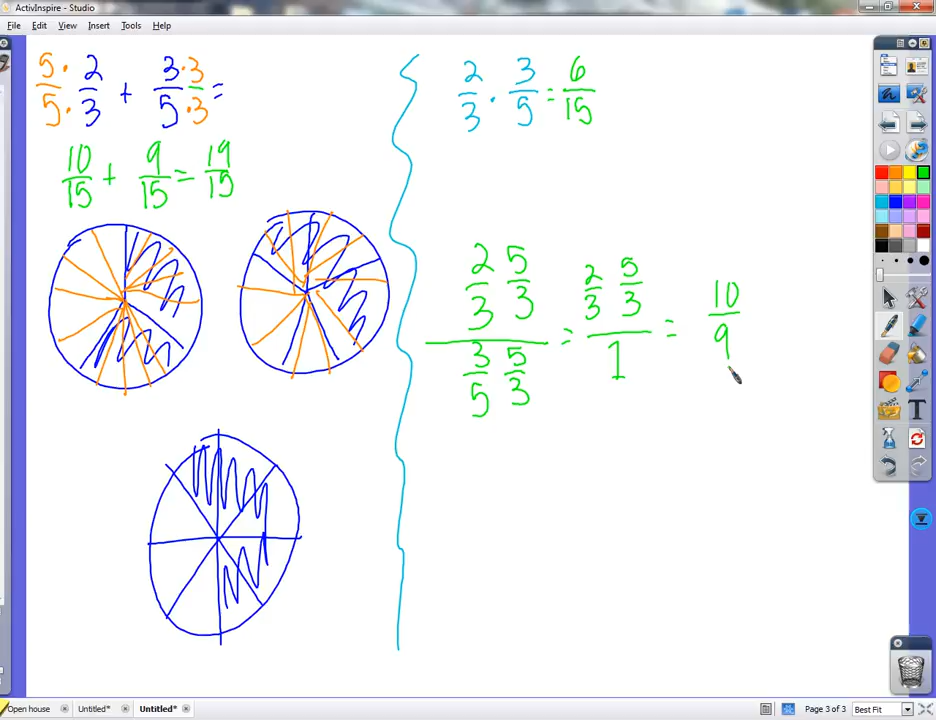 ActivInspire - Studio
File Edit View Insert Tools Help
5/5 · 2/3 + 3/5 · 3/3 =
10/15 + 9/15 = 19/15
2/3 · 3/5 = 6/15
2/3 5/3 / 3/5 5/3 = 2/3 5/3 / 1 = 10/9
Open house Untitled* Untitled* Page 3 of 3 Best Fit